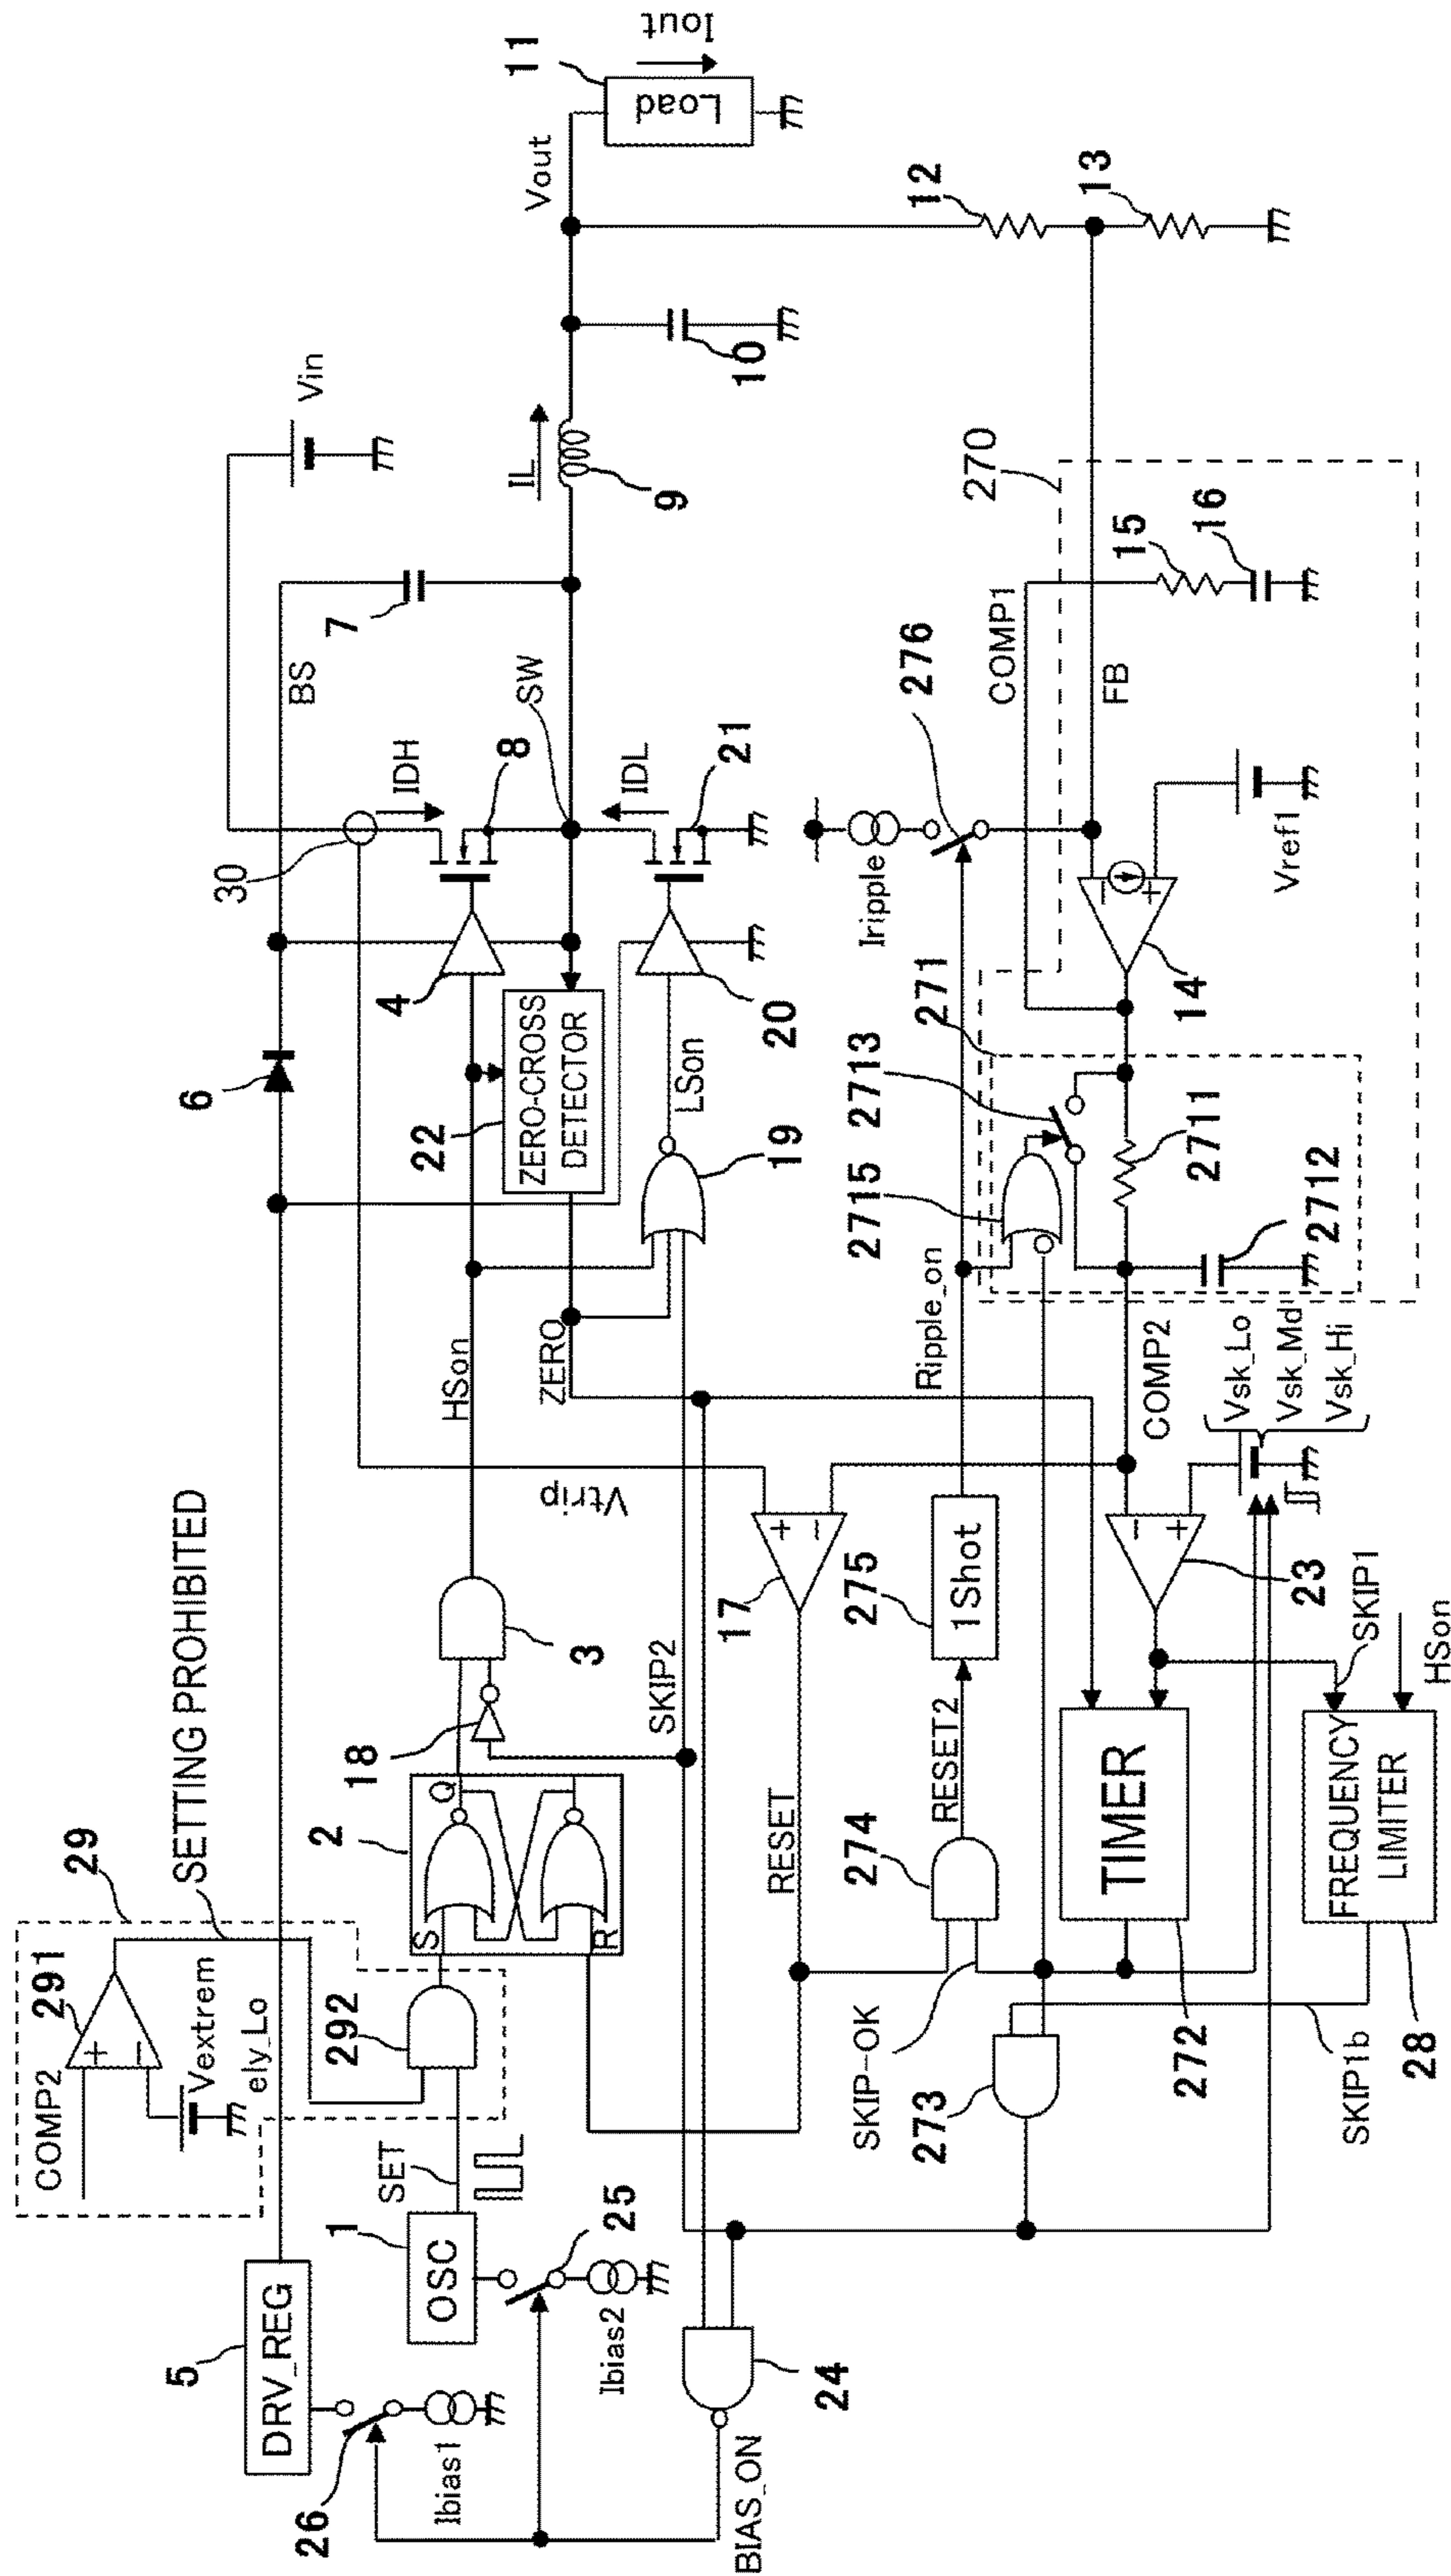 29
SETTING PROHIBITED
COMP2
291
+
−
Vextrem
ely_Lo
292
5
DRV_REG
26
Ibias1
1
OSC
SET
25
Ibias2
24
BIAS_ON
2
S
Q
R
18
3
SKIP2
HSon
ZERO
Vtrip
6
4
22
ZERO-CROSS
DETECTOR
19
LSon
20
BS
30
IDH
8
SW
IDL
21
7
Vin
IL
9
10
Vout
11
Load
Iout
12
13
17
+
−
RESET
274
RESET2
275
1Shot
Ripple_on
SKIP-OK
273
272
TIMER
SKIP1b
28
FREQUENCY
LIMITER
SKIP1
HSon
23
−
+
COMP2
Vsk_Lo
Vsk_Md
Vsk_Hi
2715
2713
271
2711
2712
Iripple
276
COMP1
FB
270
14
−
+
Vref1
15
16